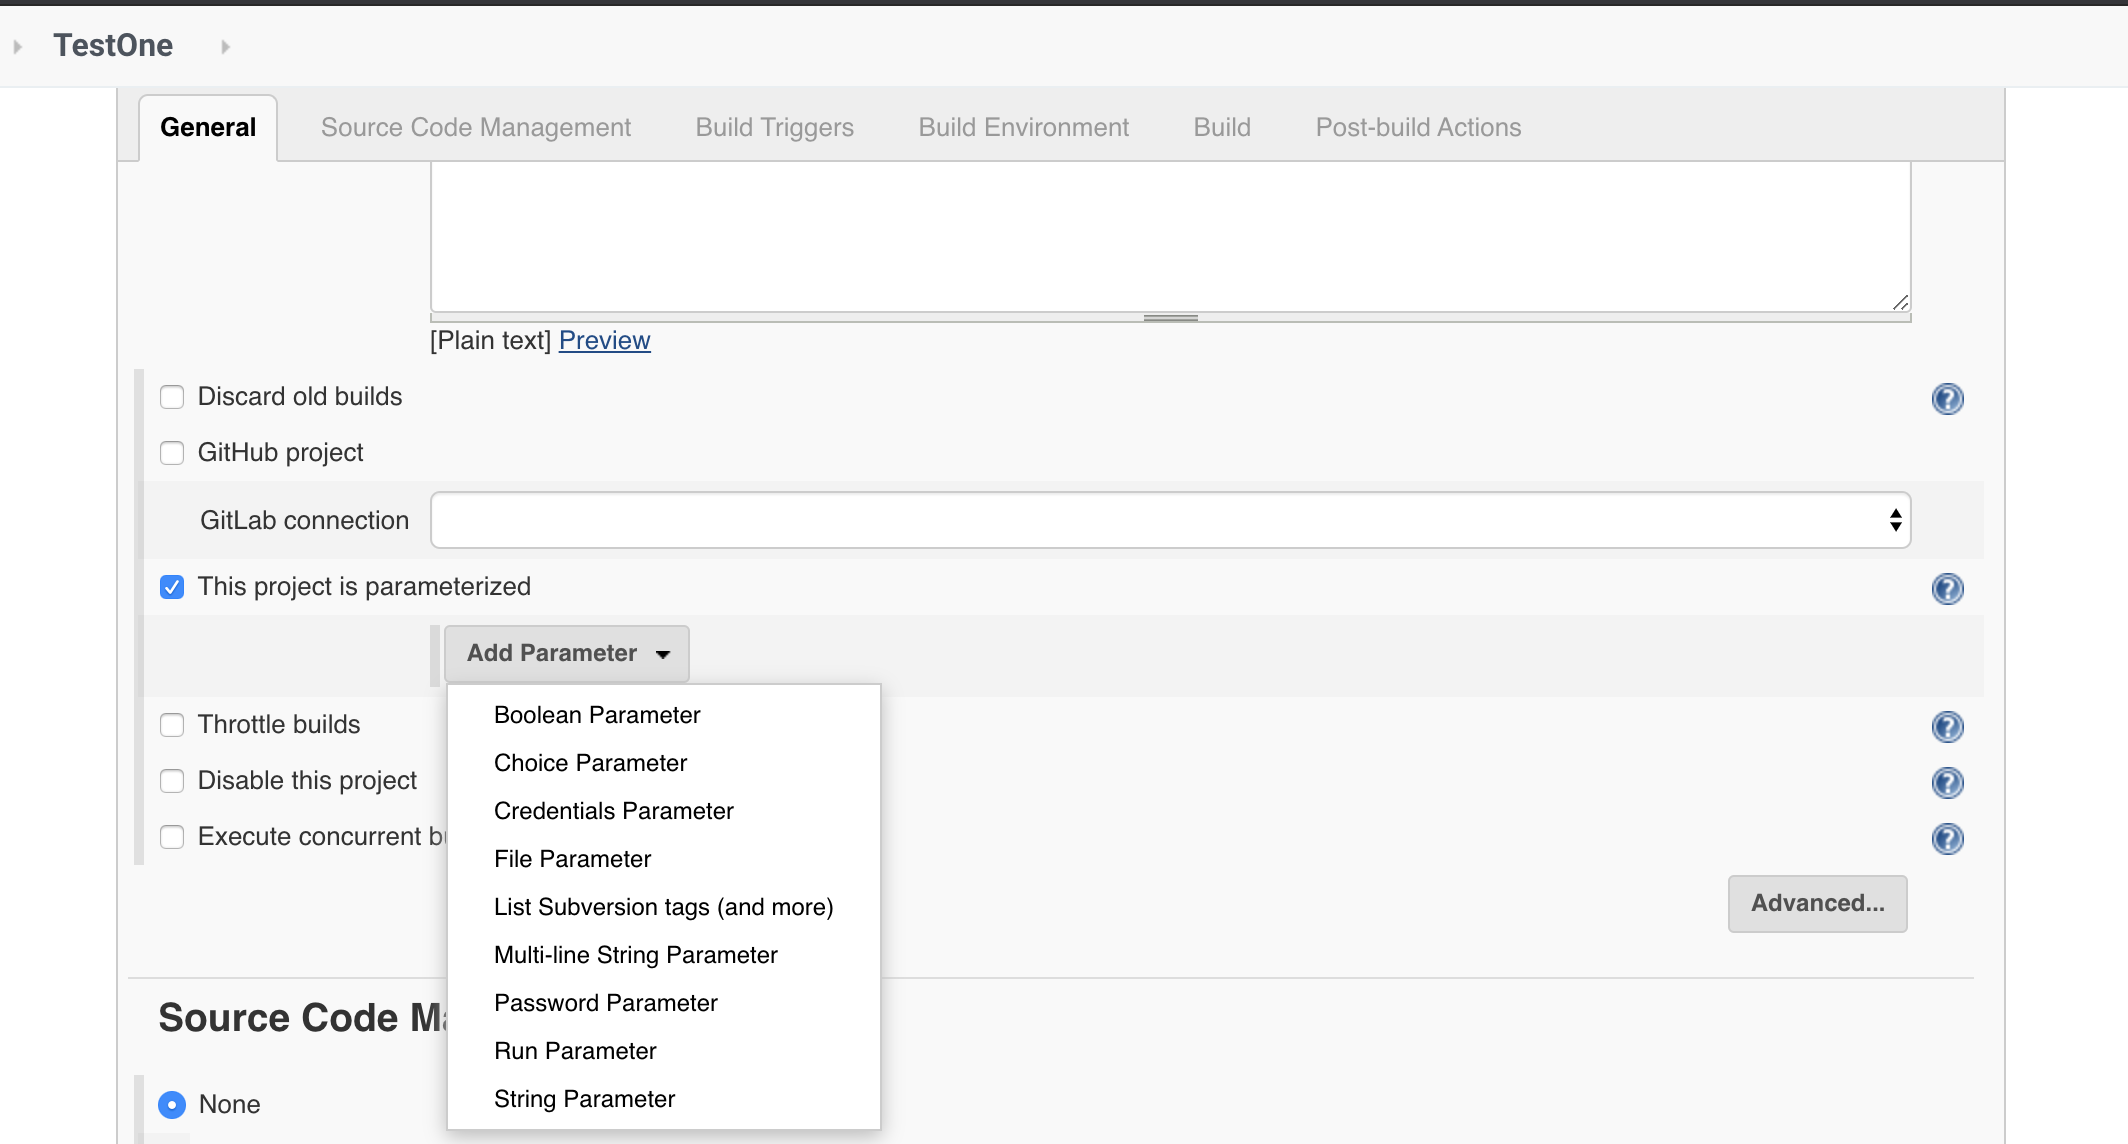 TestOne
General Source Code Management Build Triggers Build Environment Build Post-build Actions
[Plain text] Preview
Discard old builds
GitHub project
GitLab connection
This project is parameterized
Add Parameter
Boolean Parameter
Throttle builds
Choice Parameter
Disable this project
Credentials Parameter
Execute concurrent
File Parameter
List Subversion tags (and more)
Advanced...
Multi-line String Parameter
Password Parameter
Source Code
Run Parameter
String Parameter
None